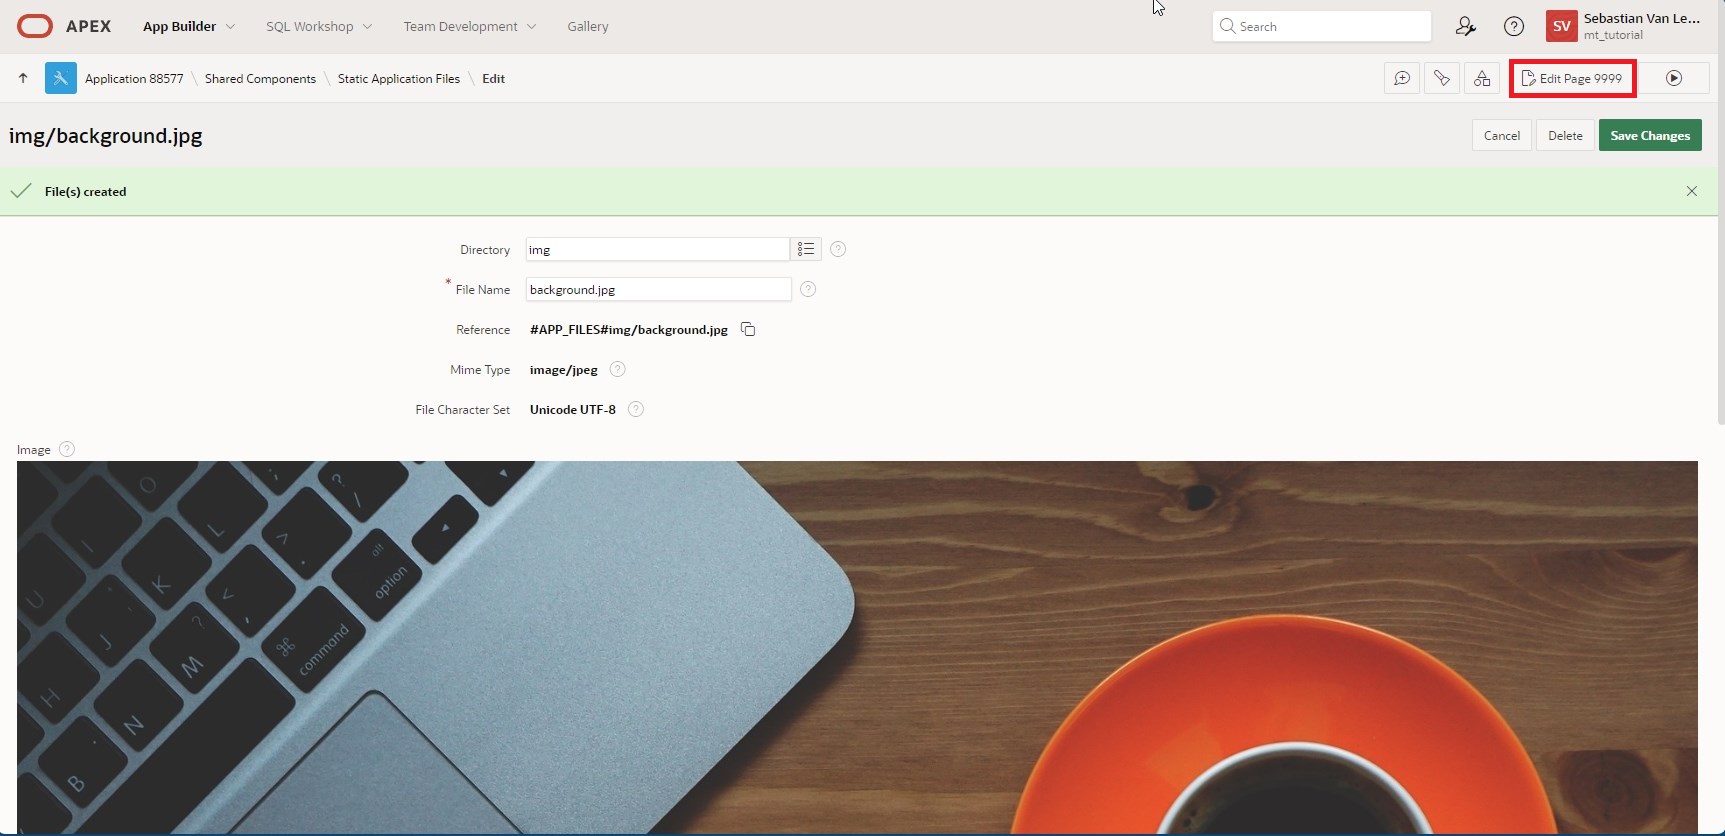 APEX App Builder SQL Workshop Team Development Gallery Search SV Sebastian Van Le...
mt_tutorial
Application 88577 \ Shared Components \ Static Application Files \ Edit Edit Page 9999
img/background.jpg Cancel Delete Save Changes
File(s) created
Directory img
* File Name background.jpg
Reference #APP_FILES#img/background.jpg
Mime Type image/jpeg
File Character Set Unicode UTF-8
Image
O
? /
I
L
> .
alt
option
U
K
< ,
J
? M
⌘
command
H
N
B